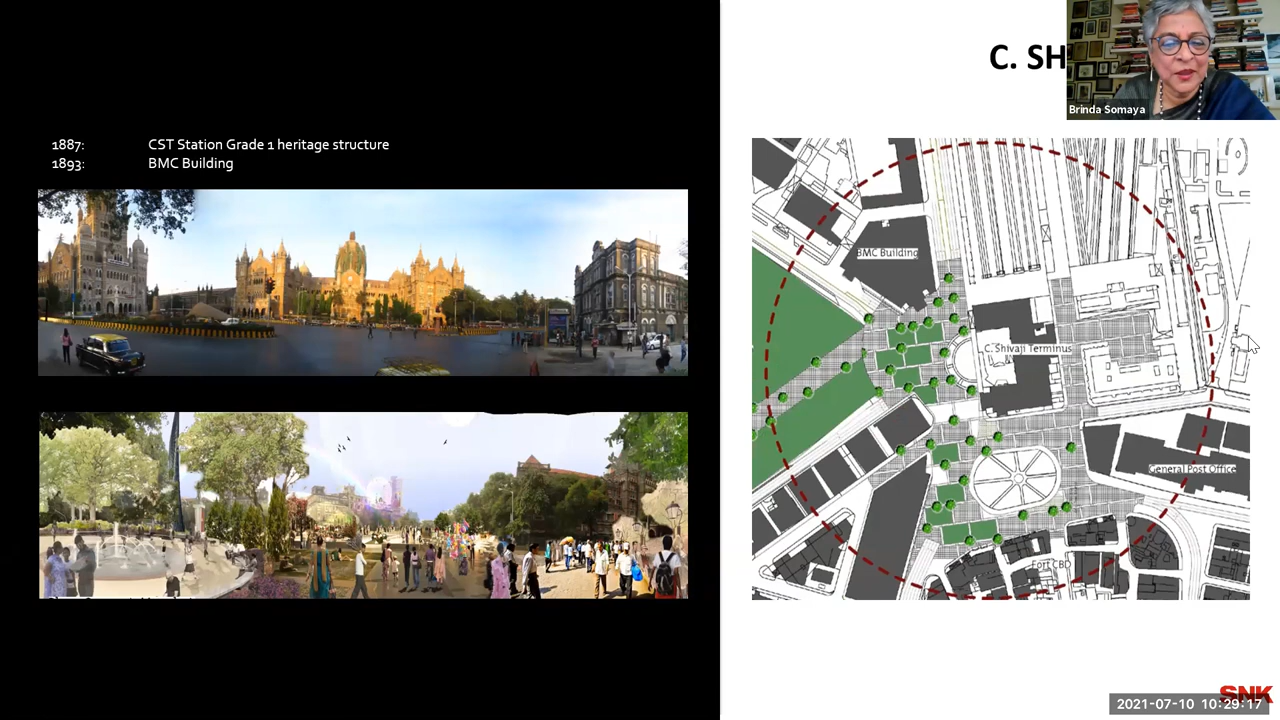 1887: CST Station Grade 1 heritage structure
1893: BMC Building
C. SH
Brinda Somaya
BMC Building
C. Shivaji Terminus
General Post Office
Fort CBD
SNK
2021-07-10 10:29:17